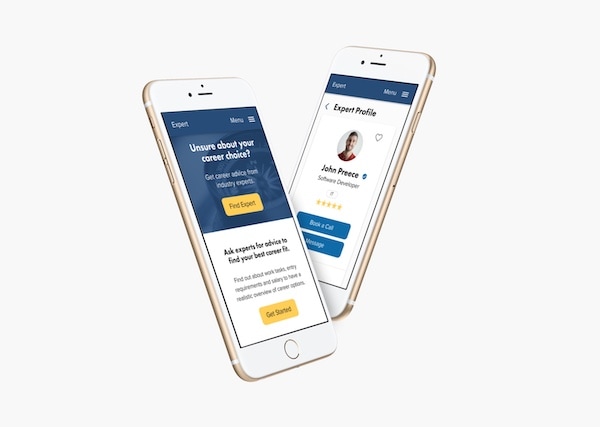 Expert
Menu
Unsure about your
career choice?
Get career advice from
industry experts.
Find Expert
Ask experts for advice to
find your best career fit.
Find out about work tasks, entry
requirements and salary to have a
realistic overview of career options.
Get Started
Expert
Menu
Expert Profile
John Preece
Software Developer
IT
Book a Call
Message